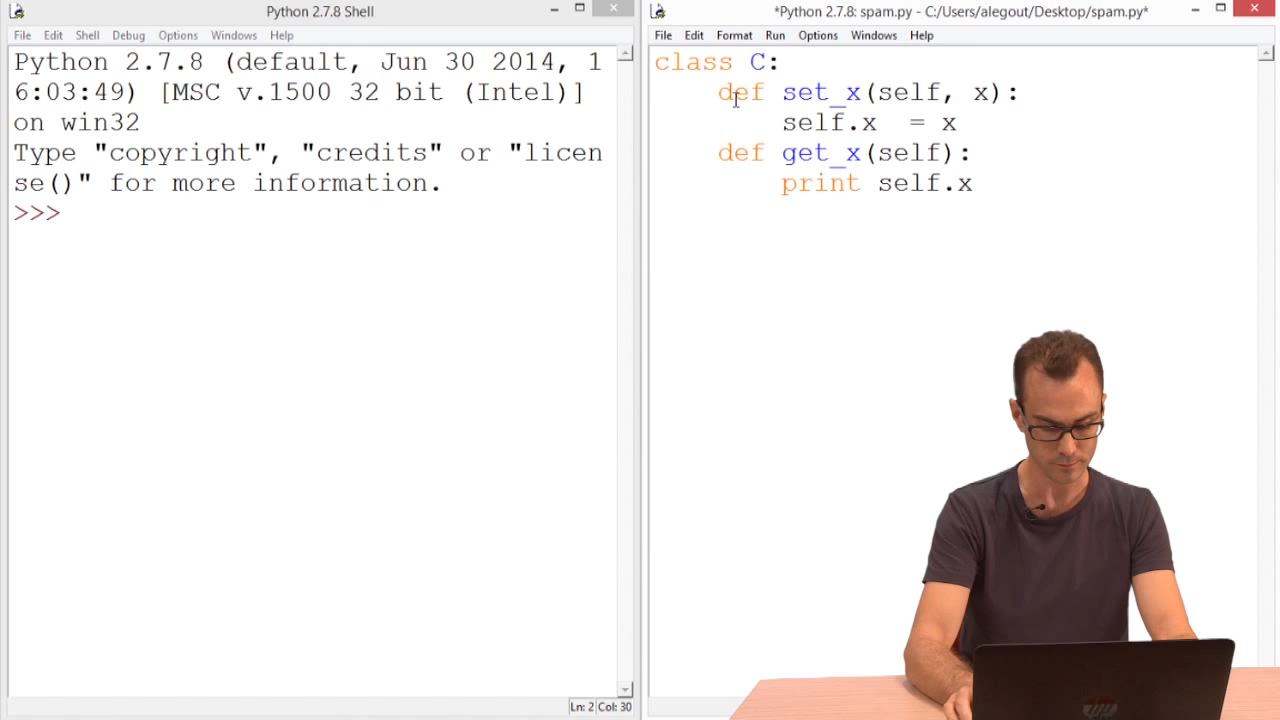 Python 2.7.8 Shell
File Edit Shell Debug Options Windows Help
Python 2.7.8 (default, Jun 30 2014, 1
6:03:49) [MSC v.1500 32 bit (Intel)]
on win32
Type "copyright", "credits" or "licen
se()" for more information.
>>>
Ln: 2 Col: 30
*Python 2.7.8: spam.py - C:/Users/alegout/Desktop/spam.py*
File Edit Format Run Options Windows Help
class C:
    def set_x(self, x):
        self.x  = x
    def get_x(self):
        print self.x